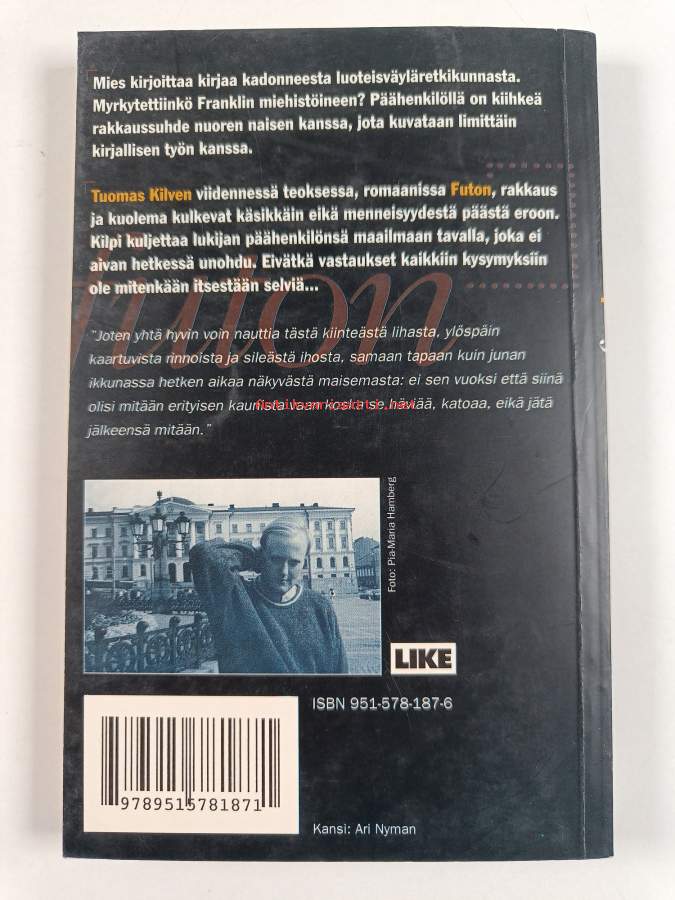 Mies kirjoittaa kirjaa kadonneesta luoteisväyläretkikunnasta.
Myrkytettiinkö Franklin miehistöineen? Päähenkilöllä on kiihkeä
rakkaussuhde nuoren naisen kanssa, jota kuvataan limittäin
kirjallisen työn kanssa.
Tuomas Kilven viidennessä teoksessa, romaanissa Futon, rakkaus
ja kuolema kulkevat käsikkäin eikä menneisyydestä päästä eroon.
Kilpi kuljettaa lukijan päähenkilönsä maailmaan tavalla, joka ei
aivan hetkessä unohdu. Eivätkä vastaukset kaikkiin kysymyksiin
ole mitenkään itsestään selviä...
futon
"Joten yhtä hyvin voin nauttia tästä kiinteästä lihasta, ylöspäin
kaartuvista rinnoista ja sileästä ihosta, samaan tapaan kuin junan
ikkunassa hetken aikaa näkyvästä maisemasta: ei sen vuoksi että siinä
olisi mitään erityisen kaunista vaan koska se häviää, katoaa, eikä jätä
jälkeensä mitään."
Foto: Pia-Maria Hamberg
LIKE
ISBN 951-578-187-6
9789515781871
Kansi: Ari Nyman